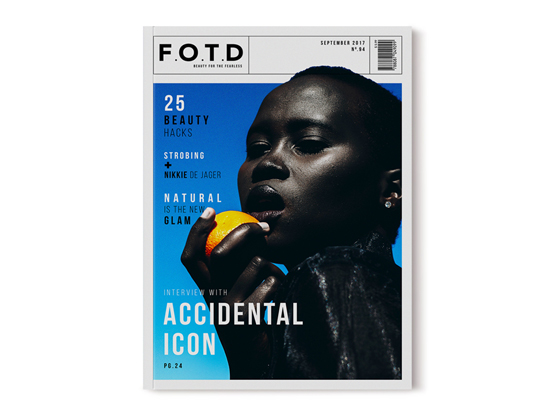 F.O.T.D
BEAUTY FOR THE FEARLESS
SEPTEMBER 2017
Nº.04
25
BEAUTY
HACKS
STROBING
+
NIKKIE DE JAGER
NATURAL
IS THE NEW
GLAM
INTERVIEW WITH
ACCIDENTAL
ICON
PG.24